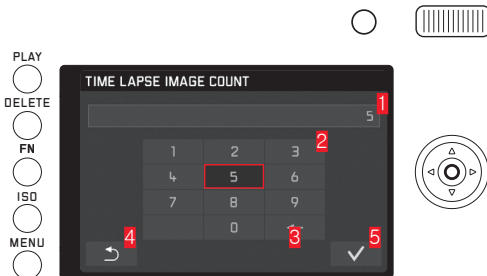 PLAY
TIME LAPSE IMAGE COUNT
DELETE
5 1
FN
2
1 2 3
4 5 6
ISO
7 8 9
0 3
4 5
MENU